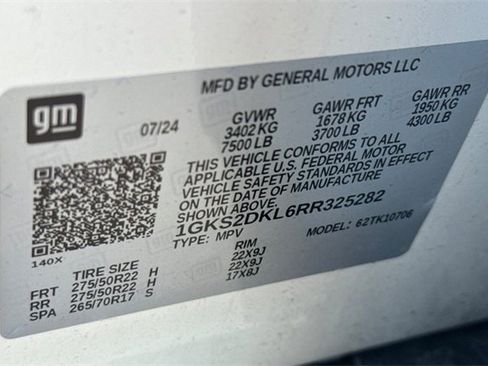 gm
MFD BY GENERAL MOTORS LLC
07/24 GVWR GAWR FRT GAWR RR
3402 KG 1678 KG 1950 KG
7500 LB 3700 LB 4300 LB
THIS VEHICLE CONFORMS TO ALL
APPLICABLE U.S. FEDERAL MOTOR
VEHICLE SAFETY STANDARDS IN EFFECT
ON THE DATE OF MANUFACTURE
SHOWN ABOVE.
1GKS2DKL6RR325282
TYPE: MPV MODEL: 62TK10706
140X
TIRE SIZE RIM
FRT 275/50R22 H 22X9J
RR 275/50R22 H 22X9J
SPA 265/70R17 S 17X8J